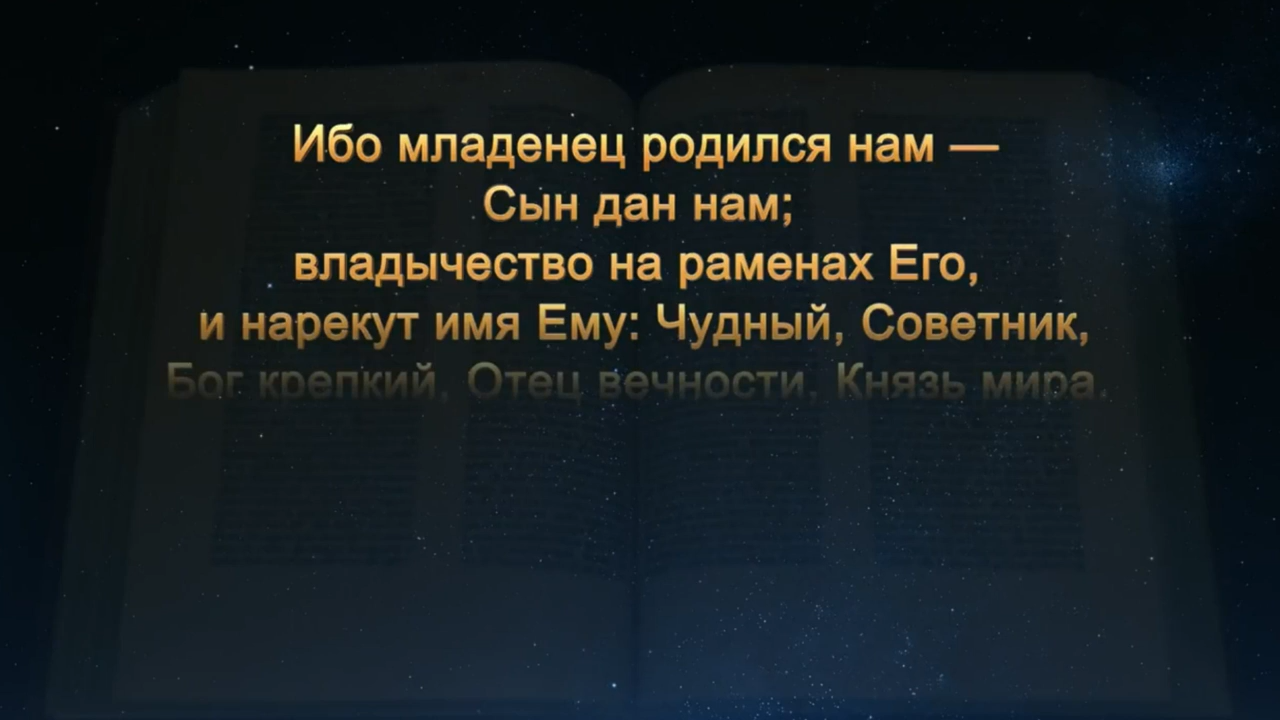 Ибо младенец родился нам —
Сын дан нам;
владычество на раменах Его,
и нарекут имя Ему: Чудный, Советник,
Бог крепкий, Отец вечности, Князь мира.